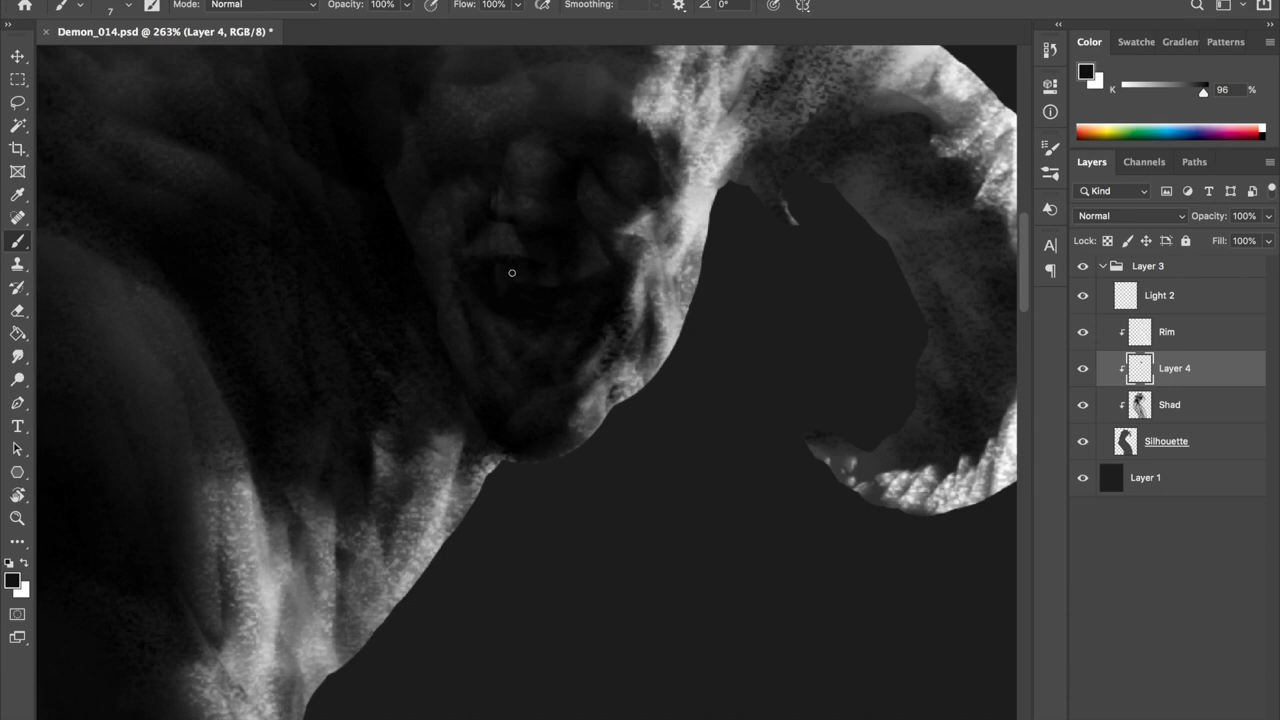 7 Mode: Normal Opacity: 100% Flow: 100% Smoothing: 0°
Demon_014.psd @ 263% (Layer 4, RGB/8) *
Color Swatche Gradien Patterns
K 96 %
Layers Channels Paths
Kind
Normal Opacity: 100%
Lock: Fill: 100%
Layer 3
Light 2
Rim
Layer 4
Shad
Silhouette
Layer 1